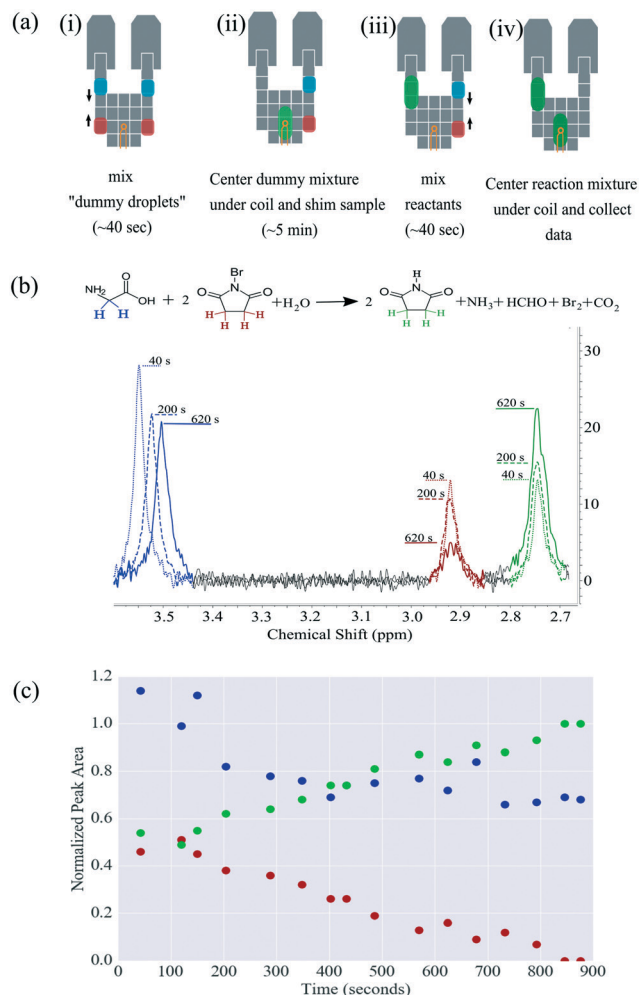 (a)
(i)
(ii)
(iii)
(iv)
mix
"dummy droplets"
(~40 sec)
Center dummy mixture
under coil and shim sample
(~5 min)
mix
reactants
(~40 sec)
Center reaction mixture
under coil and collect
data
(b)
NH2 O OH H H + 2 Br N O O H H H H +H2O 2 H N O O H H H H +NH3+HCHO+Br2+CO2
40 s
200 s
620 s
40 s
200 s
620 s
620 s
200 s
40 s
30
20
10
0
3.5 3.4 3.3 3.2 3.1 3.0 2.9 2.8 2.7
Chemical Shift (ppm)
(c)
Normalized Peak Area
1.2
1.0
0.8
0.6
0.4
0.2
0.0
0 100 200 300 400 500 600 700 800 900
Time (seconds)